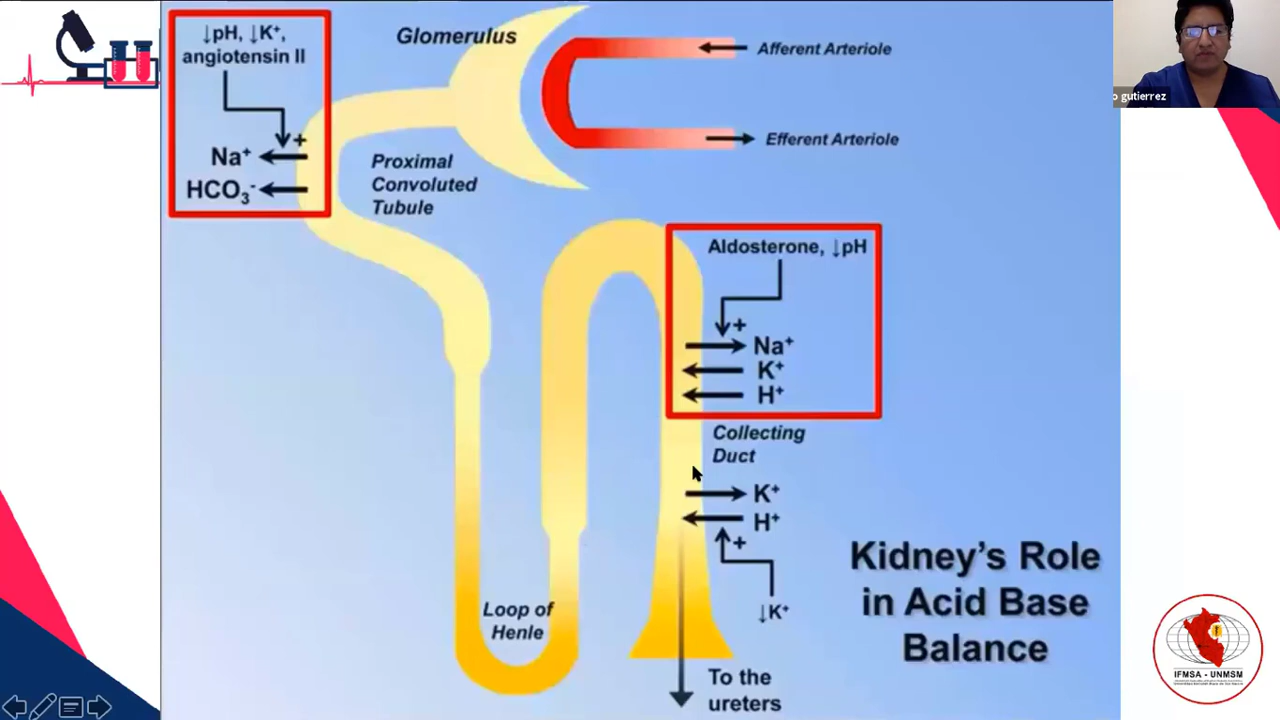 ↓pH, ↓K⁺,
angiotensin II
+
Na⁺
HCO₃⁻
Glomerulus
Afferent Arteriole
Efferent Arteriole
Proximal
Convoluted
Tubule
Aldosterone, ↓pH
+
Na⁺
K⁺
H⁺
Collecting
Duct
K⁺
H⁺
+
↓K⁺
Loop of
Henle
To the
ureters
Kidney's Role
in Acid Base
Balance
o gutierrez
IFMSA - UNMSM